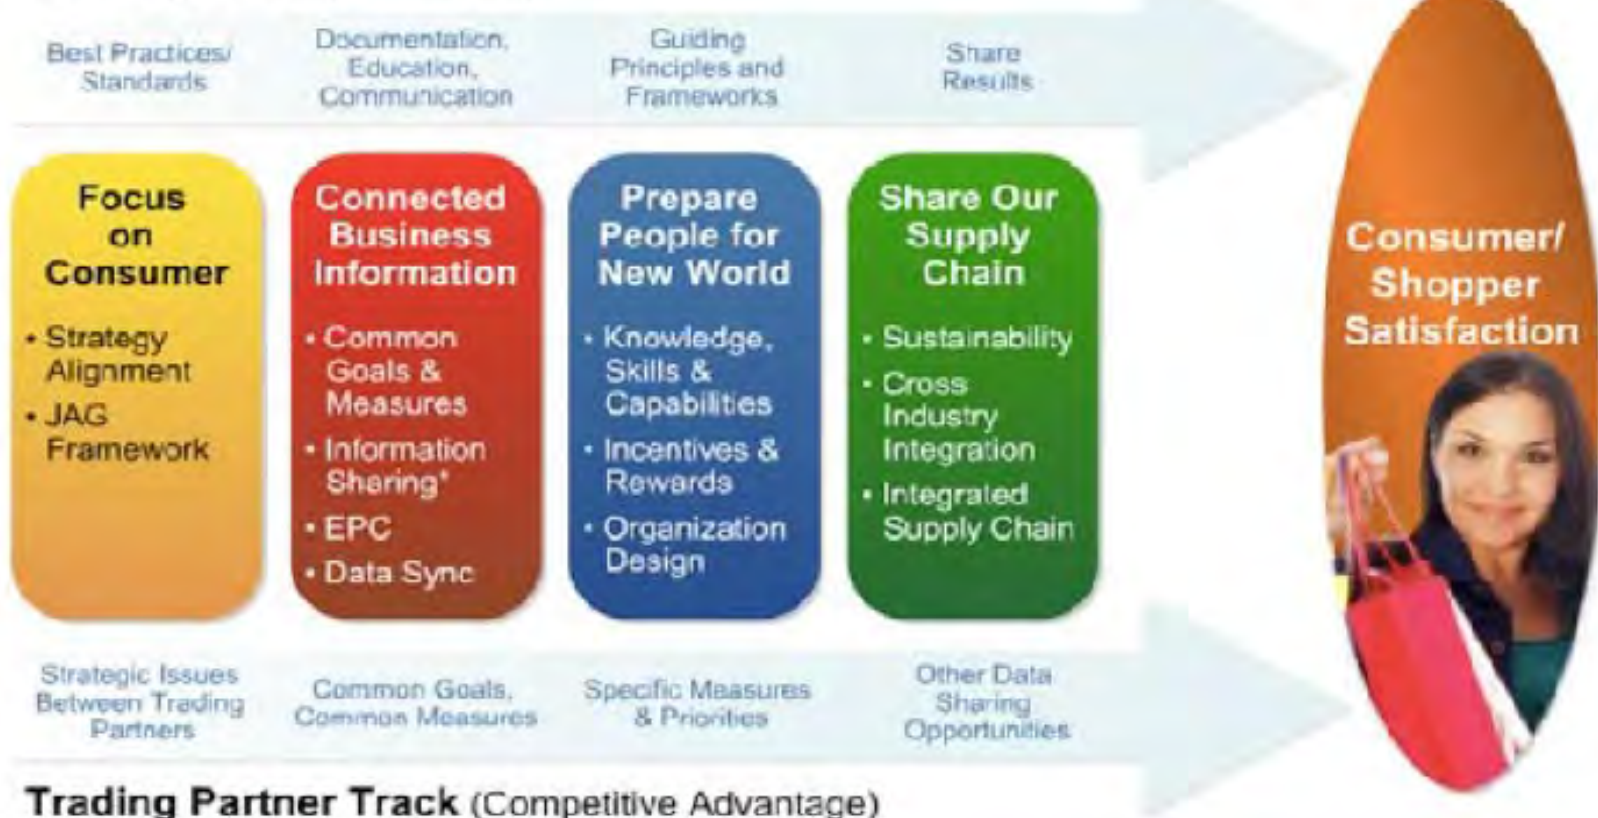 Best Practices/
Standards
Documentation,
Education,
Communication
Guiding
Principles and
Frameworks
Share
Results
Focus
on
Consumer
• Strategy
Alignment
• JAG
Framework
Connected
Business
Information
• Common
Goals &
Measures
• Information
Sharing*
• EPC
• Data Sync
Prepare
People for
New World
• Knowledge,
Skills &
Capabilities
• Incentives &
Rewards
• Organization
Design
Share Our
Supply
Chain
• Sustainability
• Cross
Industry
Integration
• Integrated
Supply Chain
Consumer/
Shopper
Satisfaction
Strategic Issues
Between Trading
Partners
Common Goals,
Common Measures
Specific Measures
& Priorities
Other Data
Sharing
Opportunities
Trading Partner Track (Competitive Advantage)